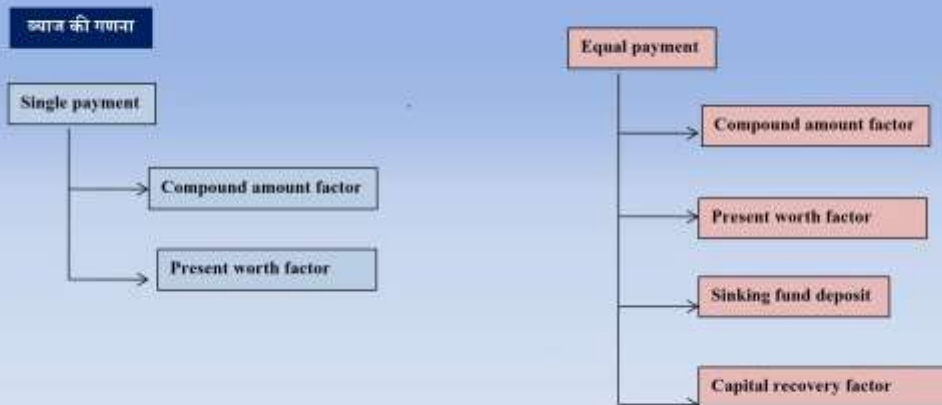 ब्याज की गणना
Single payment
Compound amount factor
Present worth factor
Equal payment
Compound amount factor
Present worth factor
Sinking fund deposit
Capital recovery factor